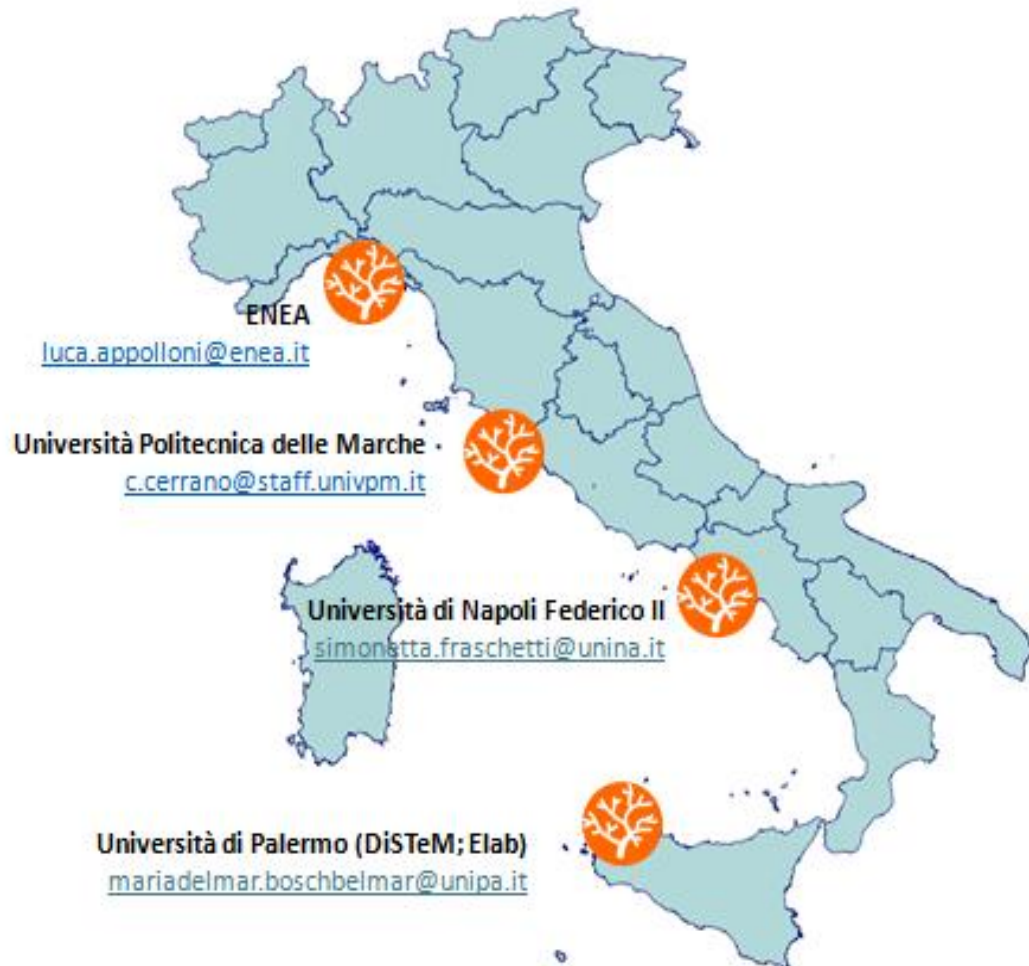 ENEA
luca.appolloni@enea.it
Università Politecnica delle Marche
c.cerrano@staff.univpm.it
Università di Napoli Federico II
simonetta.fraschetti@unina.it
Università di Palermo (DiSTeM; Elab)
mariadelmar.boschbelmar@unipa.it